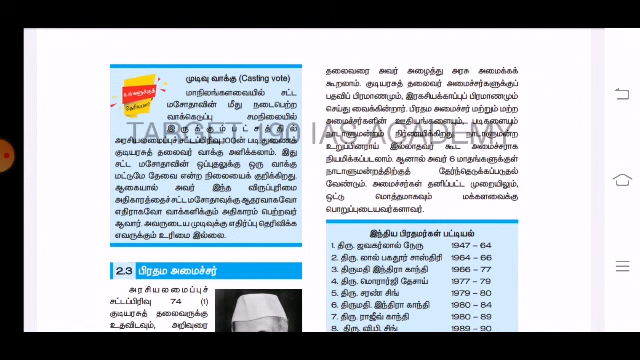 உங்களுக்குத் தெரியுமா?
முடிவு வாக்கு (Casting vote)
மாநிலங்களவையில் சட்ட
மசோதாவின் மீது நடைபெற்ற
வாக்கெடுப்பு சமநிலையில்
இருக்கும்பட்சத்தில்
அரசியலமைப்புச் சட்டப்பிரிவு 100ன் படி துணைக்
குடியரசுத் தலைவர் வாக்கு அளிக்கலாம். இது
சட்ட மசோதாவின் ஒப்புதலுக்கு ஒரு வாக்கு
மட்டுமே தேவை என்ற நிலையைக் குறிக்கிறது.
ஆகையால் அவர் இந்த விருப்புரிமை
அதிகாரத்தைச் சட்ட மசோதாவுக்கு ஆதரவாகவோ
எதிராகவோ வாக்களிக்கும் அதிகாரம் பெற்றவர்
ஆவார். அவருடைய முடிவுக்கு எதிர்ப்பு தெரிவிக்க
எவருக்கும் உரிமை இல்லை.
2.3 பிரதம அமைச்சர்
அரசியலமைப்புச்
சட்டப்பிரிவு 74 (1)
குடியரசுத் தலைவருக்கு
உதவிடவும், அறிவுரை
தலைவரை அவர் அழைத்து அரசு அமைக்கக்
கூறலாம். குடியரசுத் தலைவர் அமைச்சர்களுக்குப்
பதவிப் பிரமாணமும், இரகசியக்காப்புப் பிரமாணமும்
செய்து வைக்கின்றார். பிரதம அமைச்சர் மற்றும் மற்ற
அமைச்சர்களின் ஊதியங்களையும், படிகளையும்
நாடாளுமன்றம் நிர்ணயிக்கிறது. நாடாளுமன்ற
உறுப்பினராய் இல்லாதவர் கூட அமைச்சராக
நியமிக்கப்படலாம். ஆனால் அவர் 6 மாதங்களுக்குள்
நாடாளுமன்றத்திற்குத் தேர்ந்தெடுக்கப்படுதல்
வேண்டும். அமைச்சர்கள் தனிப்பட்ட முறையிலும்,
ஒட்டு மொத்தமாகவும் மக்களவைக்கு
பொறுப்புடையவர்களாவர்.
இந்திய பிரதமர்கள் பட்டியல்
1. திரு. ஜவகர்லால் நேரு 1947 – 64
2. திரு. லால் பகதூர் சாஸ்திரி 1964 – 66
3. திருமதி இந்திரா காந்தி 1966 – 77
4. திரு. மொரார்ஜி தேசாய் 1977 – 79
5. திரு. சரண் சிங் 1979 – 80
6. திருமதி. இந்திரா காந்தி 1980 – 84
7. திரு. ராஜீவ் காந்தி 1980 – 89
8. திரு. வி.பி. சிங் 1989 – 90